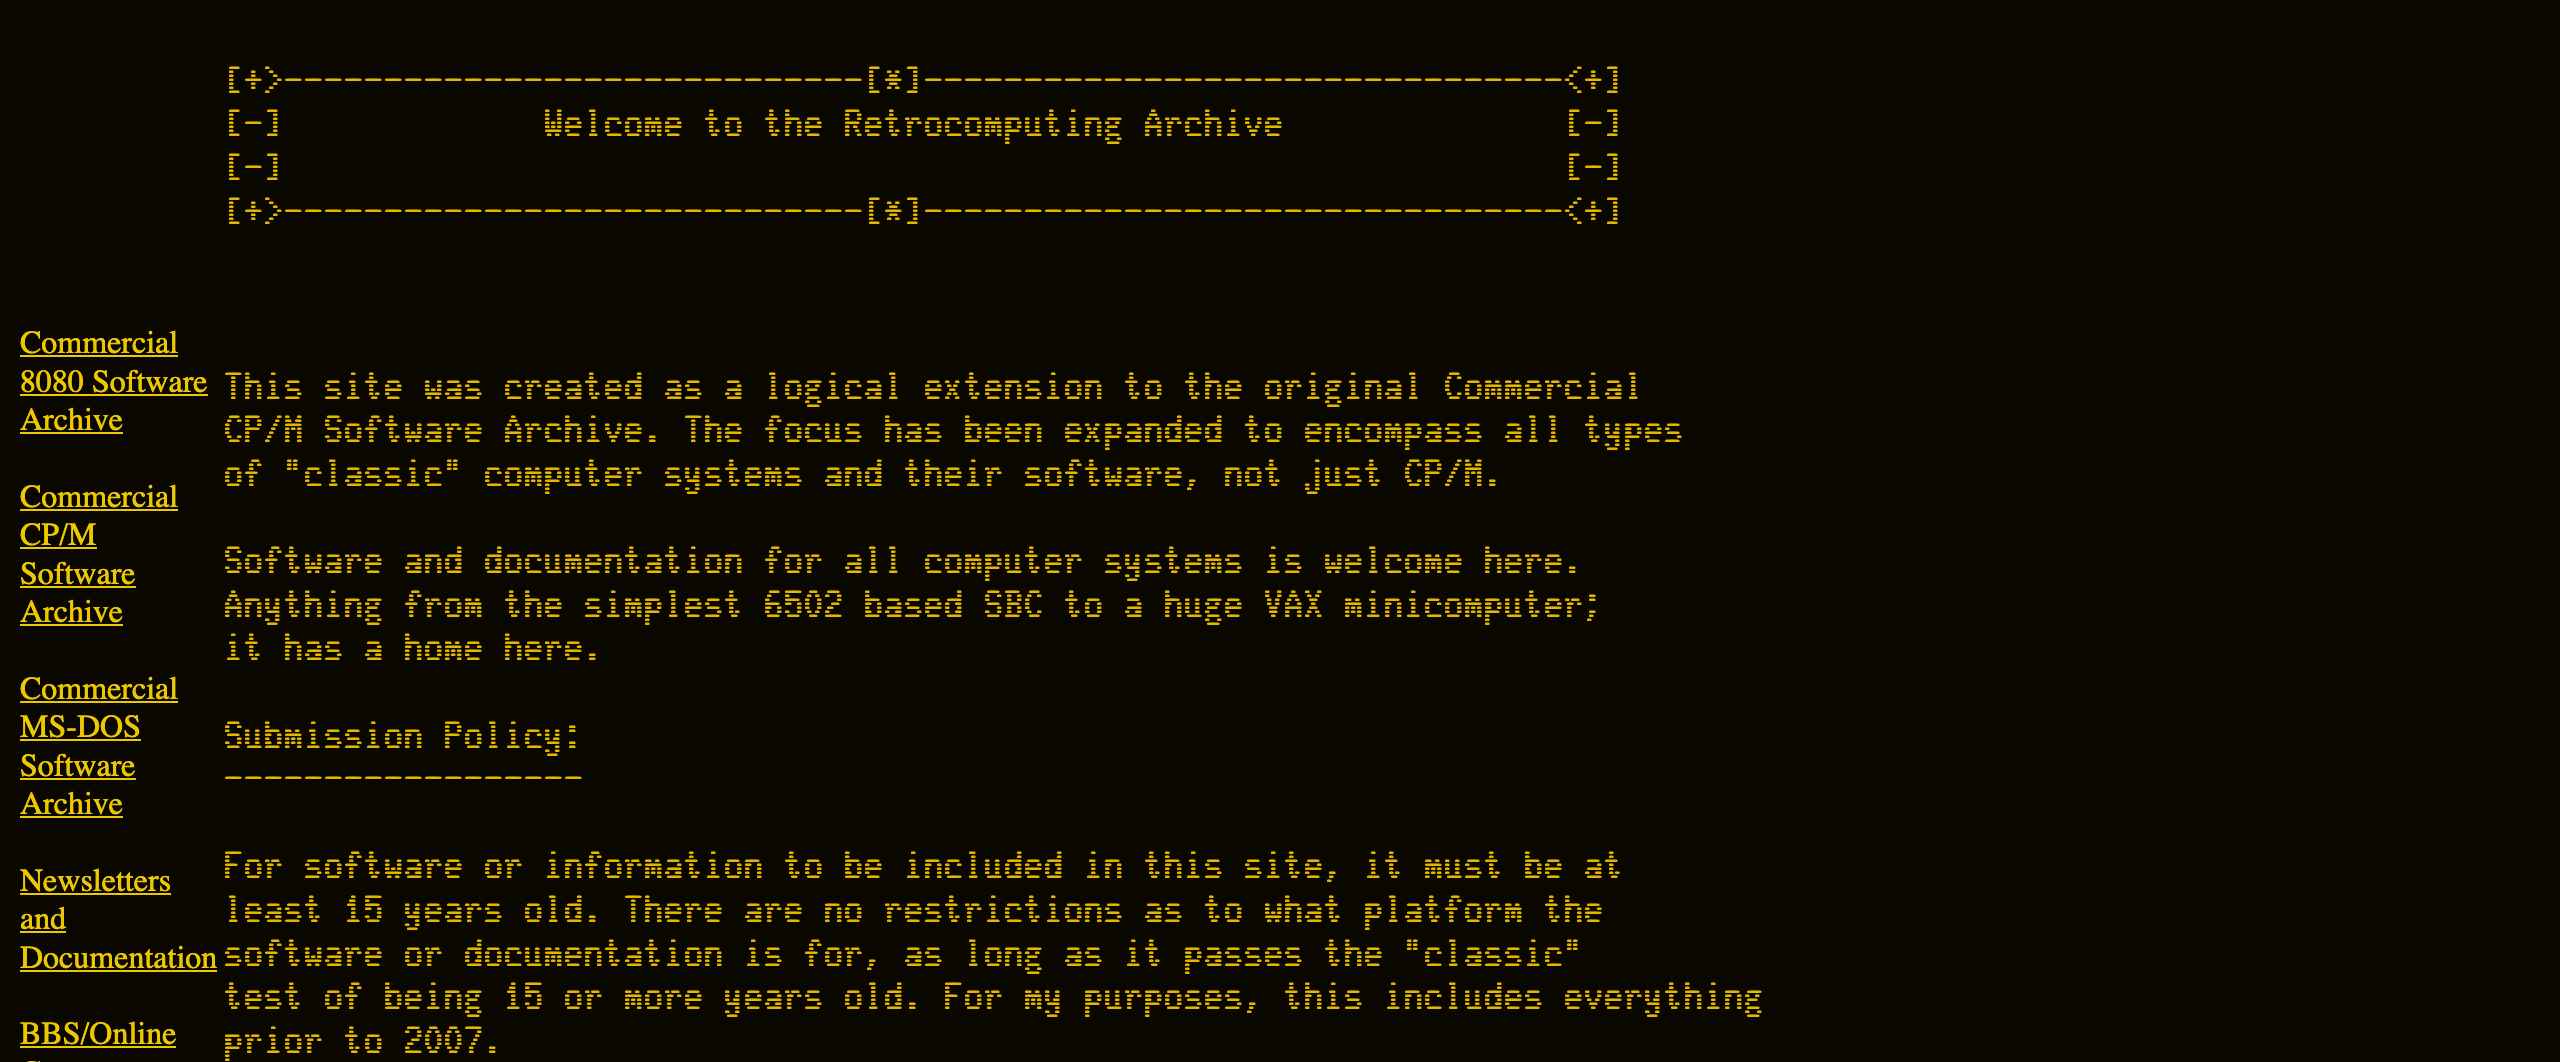 [+>-----------------------------[*]--------------------------------<+]
[-]             Welcome to the Retrocomputing Archive              [-]
[-]                                                                [-]
[+>-----------------------------[*]--------------------------------<+]
Commercial
8080 Software
Archive
Commercial
CP/M
Software
Archive
Commercial
MS-DOS
Software
Archive
Newsletters
and
Documentation
BBS/Online
This site was created as a logical extension to the original Commercial
CP/M Software Archive. The focus has been expanded to encompass all types
of "classic" computer systems and their software, not just CP/M.
Software and documentation for all computer systems is welcome here.
Anything from the simplest 6502 based SBC to a huge VAX minicomputer;
it has a home here.
Submission Policy:
------------------
For software or information to be included in this site, it must be at
least 15 years old. There are no restrictions as to what platform the
software or documentation is for, as long as it passes the "classic"
test of being 15 or more years old. For my purposes, this includes everything
prior to 2007.